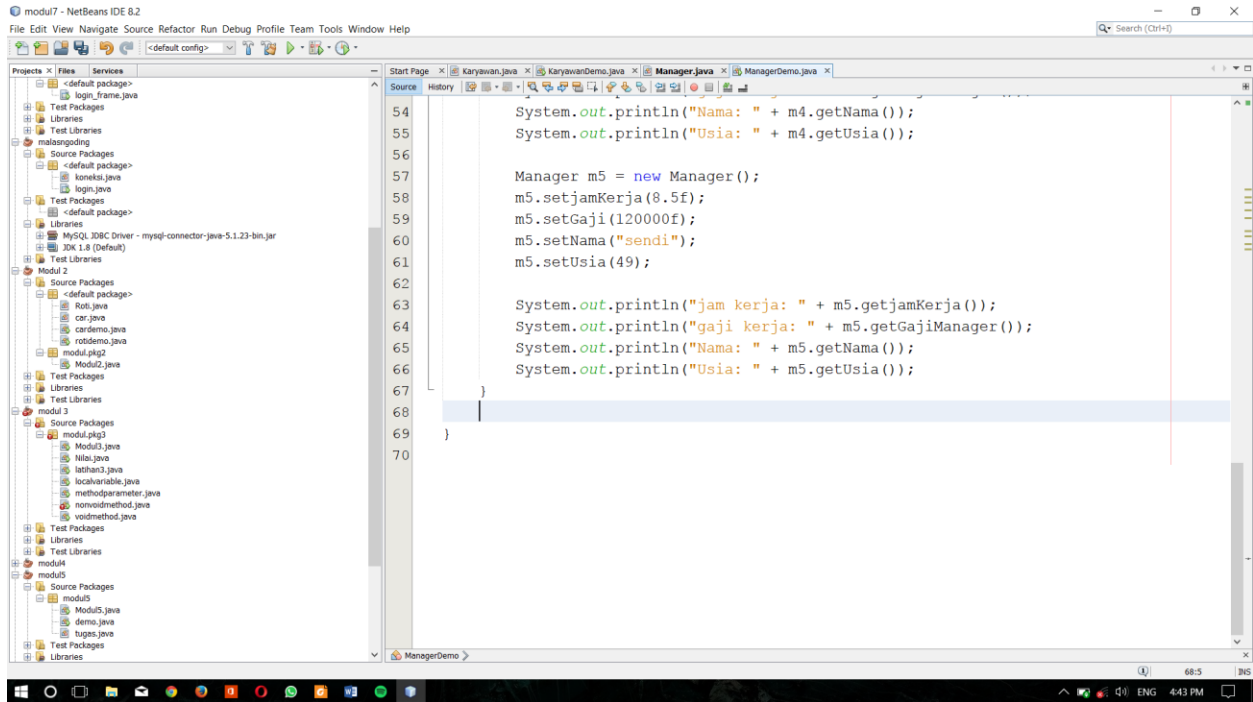 modul7 - NetBeans IDE 8.2
File Edit View Navigate Source Refactor Run Debug Profile Team Tools Window Help
Search (Ctrl+I)
<default config>
Projects Files Services
<default package>
login_frame.java
Test Packages
Libraries
Test Libraries
malasngoding
Source Packages
<default package>
koneksi.java
login.java
Test Packages
<default package>
Libraries
MySQL JDBC Driver - mysql-connector-java-5.1.23-bin.jar
JDK 1.8 (Default)
Test Libraries
Modul 2
Source Packages
<default package>
Roti.java
car.java
cardemo.java
rotidemo.java
modul.pkg2
Modul2.java
Test Packages
Libraries
Test Libraries
modul 3
Source Packages
modul.pkg3
Modul3.java
Nilai.java
latihan3.java
localvariable.java
methodparameter.java
nonvoidmethod.java
voidmethod.java
Test Packages
Libraries
Test Libraries
modul4
modul5
Source Packages
modul5
Modul5.java
demo.java
tugas.java
Test Packages
Libraries
Start Page Karyawan.java KaryawanDemo.java Manager.java ManagerDemo.java
Source History
54 System.out.println("Nama: " + m4.getNama());
55 System.out.println("Usia: " + m4.getUsia());
56
57 Manager m5 = new Manager();
58 m5.setjamKerja(8.5f);
59 m5.setGaji(120000f);
60 m5.setNama("sendi");
61 m5.setUsia(49);
62
63 System.out.println("jam kerja: " + m5.getjamKerja());
64 System.out.println("gaji kerja: " + m5.getGajiManager());
65 System.out.println("Nama: " + m5.getNama());
66 System.out.println("Usia: " + m5.getUsia());
67 }
68
69 }
70
ManagerDemo
1 68:5 INS
ENG 4:43 PM